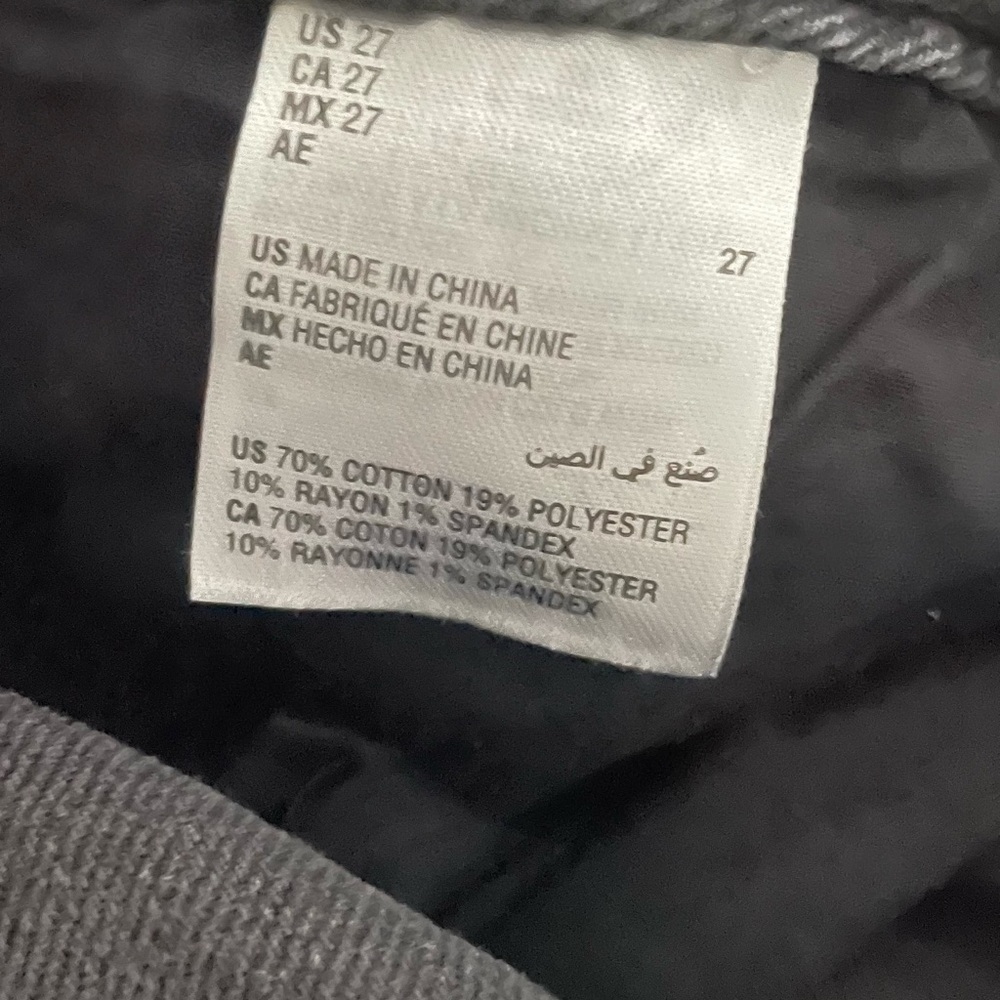 US 27
CA 27
MX 27
AE
27
US MADE IN CHINA
CA FABRIQUÉ EN CHINE
MX HECHO EN CHINA
AE
صُنع في الصين
US 70% COTTON 19% POLYESTER
10% RAYON 1% SPANDEX
CA 70% COTON 19% POLYESTER
10% RAYONNE 1% SPANDEX